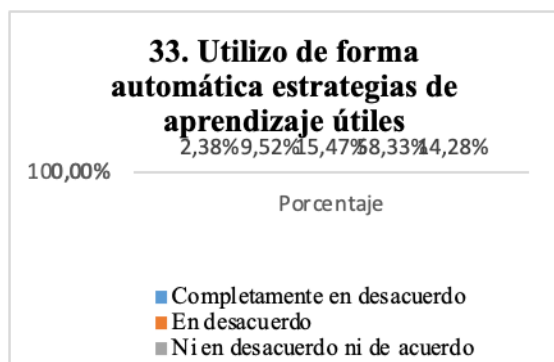 33. Utilizo de forma
automática estrategias de
aprendizaje útiles
2,38% 9,52% 15,47% 58,33% 14,28%
100,00%
Porcentaje
Completamente en desacuerdo
En desacuerdo
Ni en desacuerdo ni de acuerdo